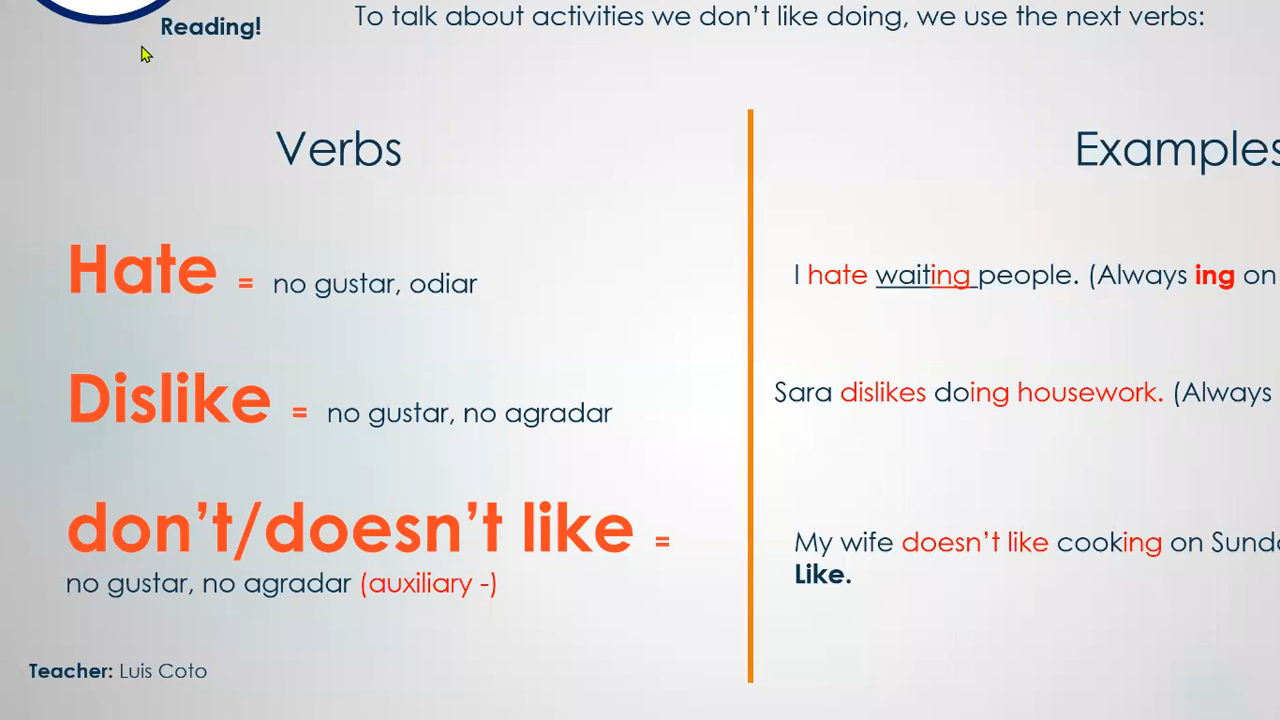 Reading!
To talk about activities we don’t like doing, we use the next verbs:
Verbs
Examples
Hate = no gustar, odiar
I hate waiting people. (Always ing on
Dislike = no gustar, no agradar
Sara dislikes doing housework. (Always
don’t/doesn’t like =
no gustar, no agradar (auxiliary -)
My wife doesn’t like cooking on
Like.
Teacher: Luis Coto